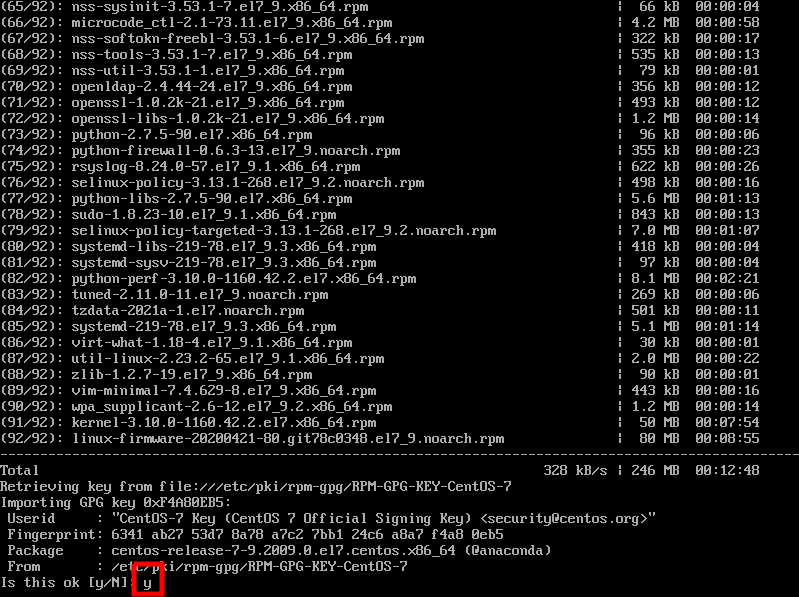 (65/92): nss-sysinit-3.53.1-7.el7_9.x86_64.rpm | 66 kB 00:00:04
(66/92): microcode_ctl-2.1-73.11.el7_9.x86_64.rpm | 4.2 MB 00:00:58
(67/92): nss-softokn-freebl-3.53.1-6.el7_9.x86_64.rpm | 322 kB 00:00:17
(68/92): nss-tools-3.53.1-7.el7_9.x86_64.rpm | 535 kB 00:00:13
(69/92): nss-util-3.53.1-1.el7_9.x86_64.rpm | 79 kB 00:00:01
(70/92): openldap-2.4.44-24.el7_9.x86_64.rpm | 356 kB 00:00:12
(71/92): openssl-1.0.2k-21.el7_9.x86_64.rpm | 493 kB 00:00:12
(72/92): openssl-libs-1.0.2k-21.el7_9.x86_64.rpm | 1.2 MB 00:00:14
(73/92): python-2.7.5-90.el7.x86_64.rpm | 96 kB 00:00:06
(74/92): python-firewall-0.6.3-13.el7_9.noarch.rpm | 355 kB 00:00:23
(75/92): rsyslog-8.24.0-57.el7_9.1.x86_64.rpm | 622 kB 00:00:26
(76/92): selinux-policy-3.13.1-268.el7_9.2.noarch.rpm | 498 kB 00:00:16
(77/92): python-libs-2.7.5-90.el7.x86_64.rpm | 5.6 MB 00:01:13
(78/92): sudo-1.8.23-10.el7_9.1.x86_64.rpm | 843 kB 00:00:13
(79/92): selinux-policy-targeted-3.13.1-268.el7_9.2.noarch.rpm | 7.0 MB 00:01:07
(80/92): systemd-libs-219-78.el7_9.3.x86_64.rpm | 418 kB 00:00:04
(81/92): systemd-sysv-219-78.el7_9.3.x86_64.rpm | 97 kB 00:00:04
(82/92): python-perf-3.10.0-1160.42.2.el7.x86_64.rpm | 8.1 MB 00:02:21
(83/92): tuned-2.11.0-11.el7_9.noarch.rpm | 269 kB 00:00:06
(84/92): tzdata-2021a-1.el7.noarch.rpm | 501 kB 00:00:11
(85/92): systemd-219-78.el7_9.3.x86_64.rpm | 5.1 MB 00:01:14
(86/92): virt-what-1.18-4.el7_9.1.x86_64.rpm | 30 kB 00:00:01
(87/92): util-linux-2.23.2-65.el7_9.1.x86_64.rpm | 2.0 MB 00:00:22
(88/92): zlib-1.2.7-19.el7_9.x86_64.rpm | 90 kB 00:00:01
(89/92): vim-minimal-7.4.629-8.el7_9.x86_64.rpm | 443 kB 00:00:16
(90/92): wpa_supplicant-2.6-12.el7_9.2.x86_64.rpm | 1.2 MB 00:00:14
(91/92): kernel-3.10.0-1160.42.2.el7.x86_64.rpm | 50 MB 00:07:54
(92/92): linux-firmware-20200421-80.git78c0348.el7_9.noarch.rpm | 80 MB 00:08:55
--------------------------------------------------------------------------------
Total 328 kB/s | 246 MB 00:12:48
Retrieving key from file:///etc/pki/rpm-gpg/RPM-GPG-KEY-CentOS-7
Importing GPG key 0xF4A80EB5:
Userid : "CentOS-7 Key (CentOS 7 Official Signing Key) <security@centos.org>"
Fingerprint: 6341 ab27 53d7 8a78 a7c2 7bb1 24c6 a8a7 f4a8 0eb5
Package : centos-release-7-9.2009.0.el7.centos.x86_64 (@anaconda)
From : /etc/pki/rpm-gpg/RPM-GPG-KEY-CentOS-7
Is this ok [y/N]: y